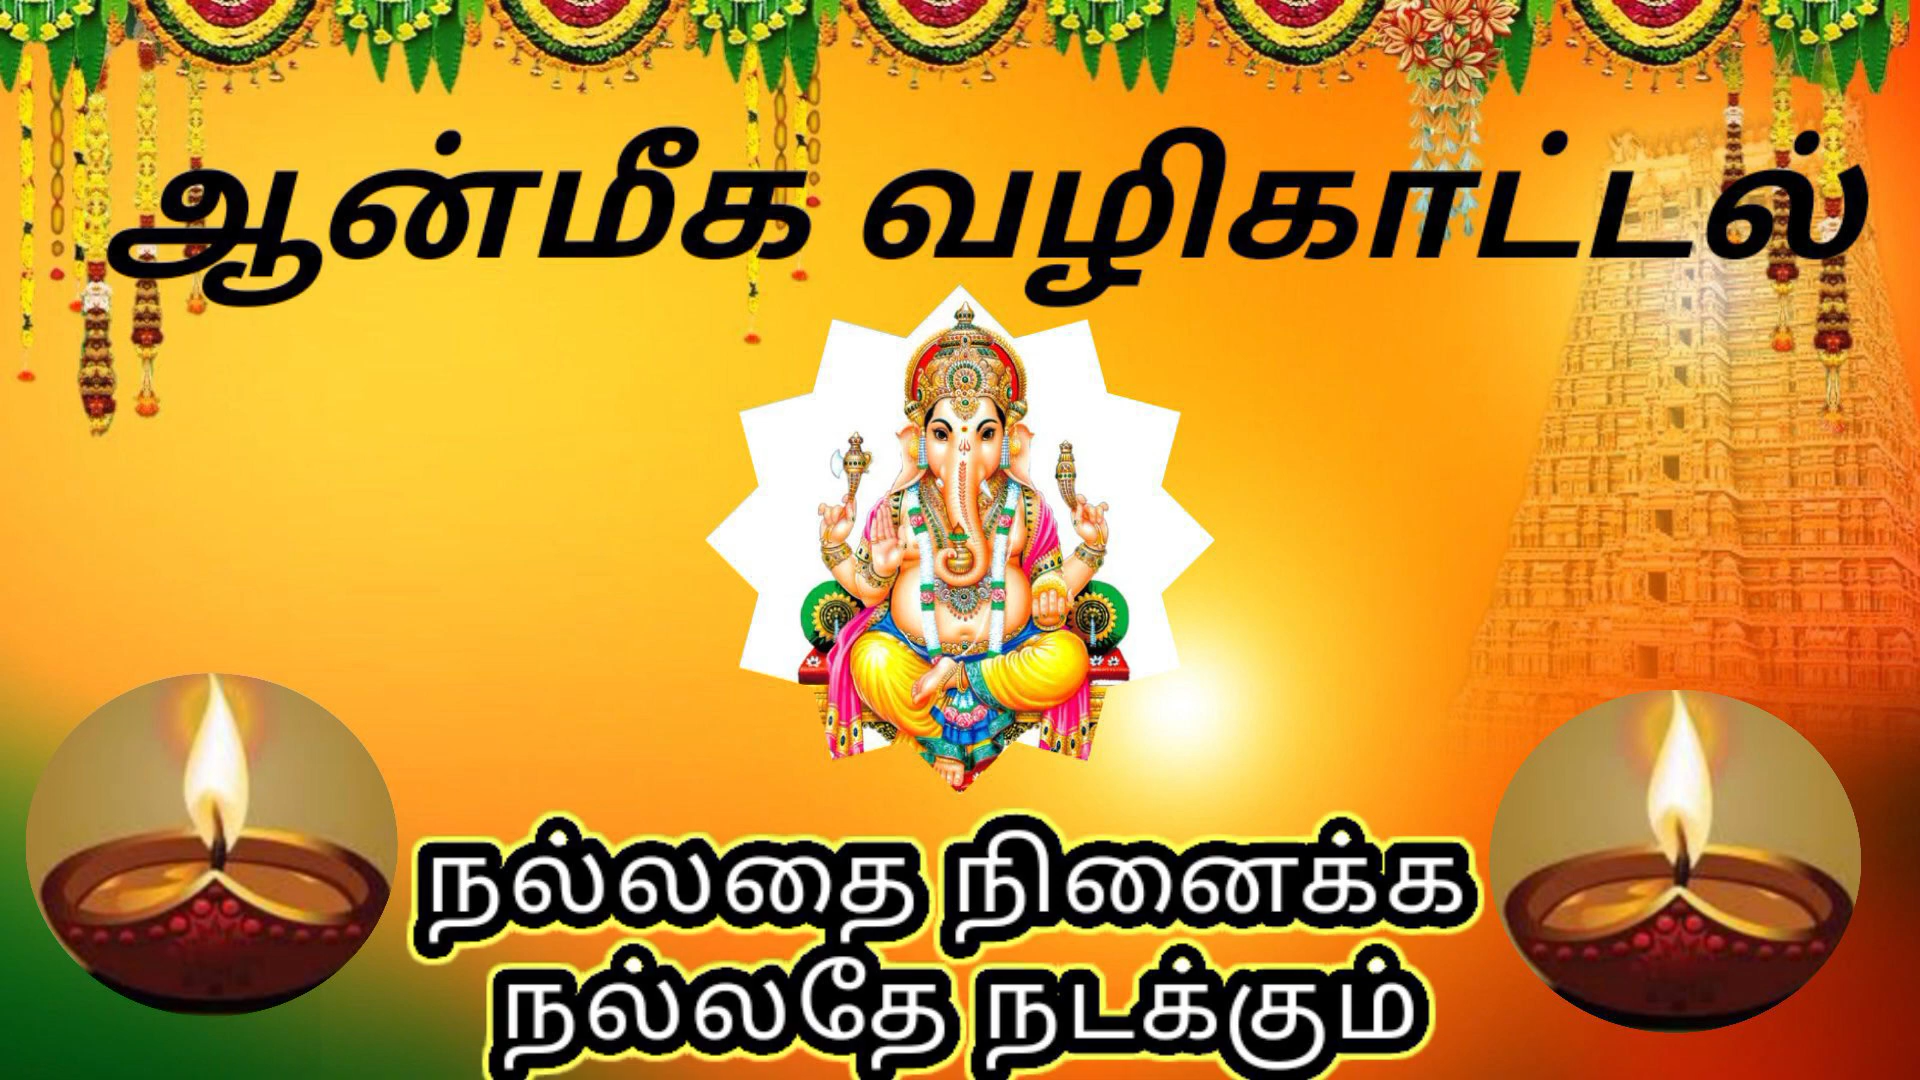 ஆன்மீக வழிகாட்டல்
நல்லதை நினைக்க
நல்லதே நடக்கும்